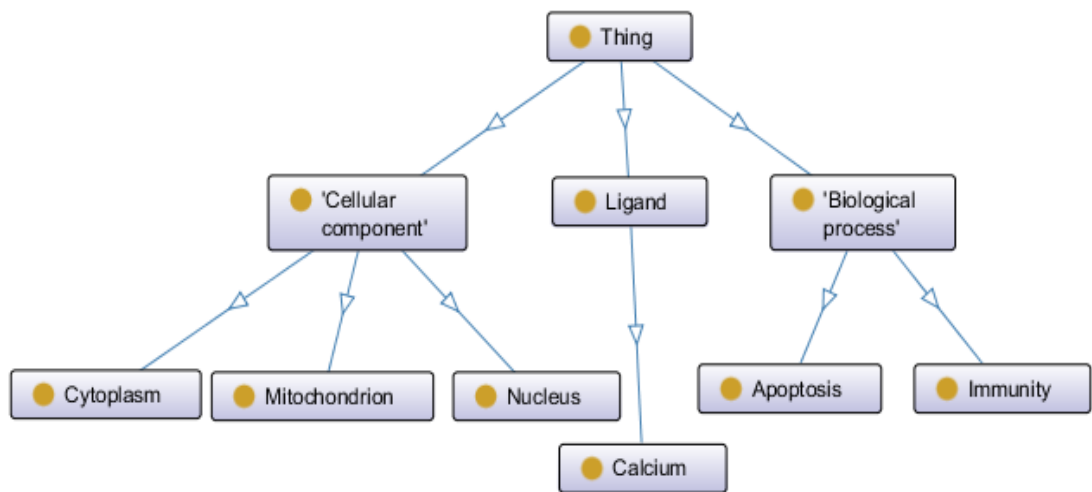 Thing
'Cellular
component'
Ligand
'Biological
process'
Cytoplasm
Mitochondrion
Nucleus
Apoptosis
Immunity
Calcium